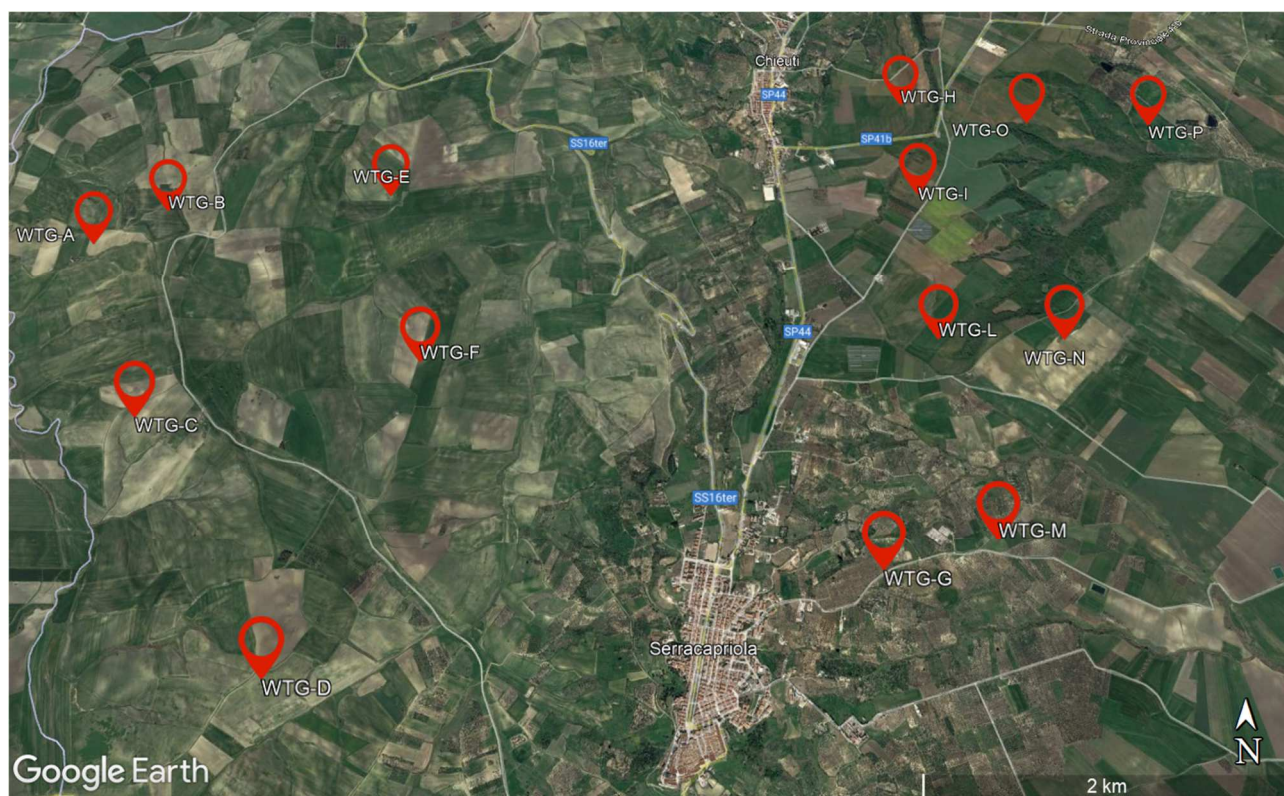 Strada Provinciale 41b
Chieuti
SP44
WTG-H
WTG-O
WTG-P
SS16ter
SP41b
WTG-E
WTG-B
WTG-I
WTG-A
SP44
WTG-L
WTG-N
WTG-F
WTG-C
SS16ter
WTG-M
WTG-G
Serracapriola
WTG-D
N
Google Earth
2 km